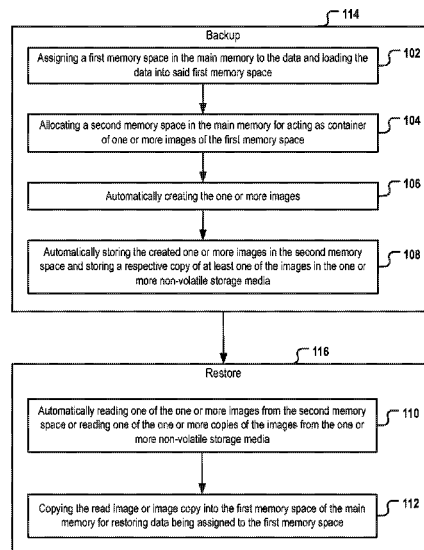 114
Backup
Assigning a first memory space in the main memory to the data and loading the
data into said first memory space
102
Allocating a second memory space in the main memory for acting as container
of one or more images of the first memory space
104
Automatically creating the one or more images
106
Automatically storing the created one or more images in the second memory
space and storing a respective copy of at least one of the images in the one or
more non-volatile storage media
108
116
Restore
Automatically reading one of the one or more images from the second memory
space or reading one of the one or more copies of the images from the one or
more non-volatile storage media
110
Copying the read image or image copy into the first memory space of the main
memory for restoring data being assigned to the first memory space
112